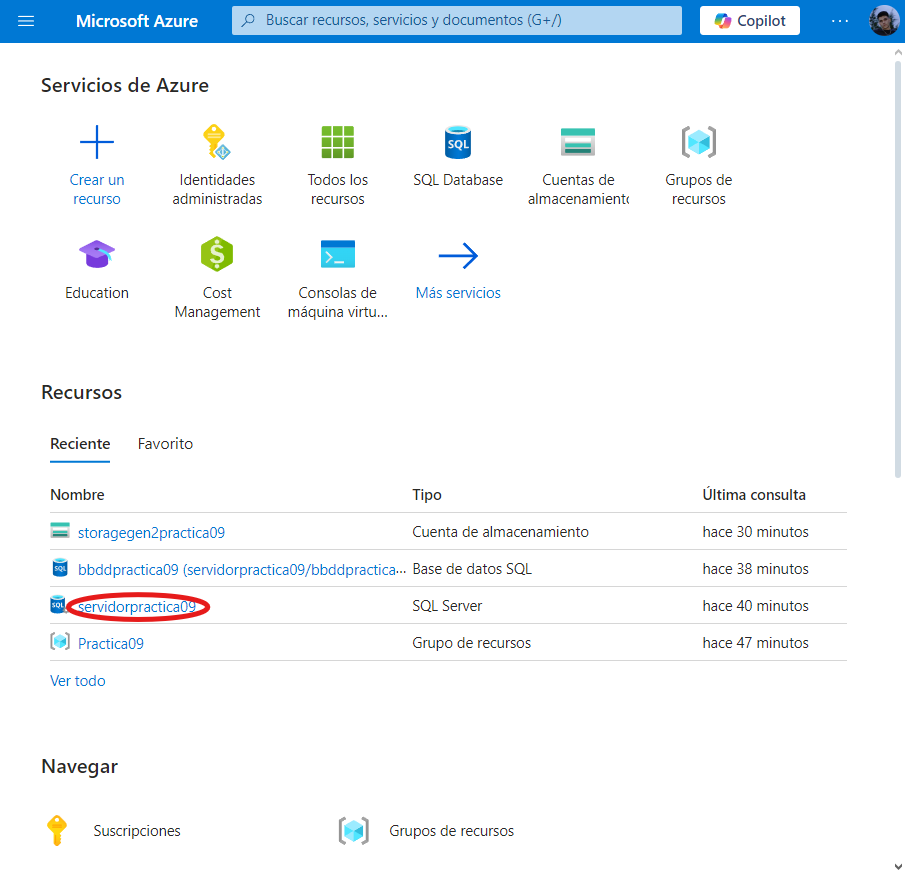 Microsoft Azure
Buscar recursos, servicios y documentos (G+/)
Copilot
...
Servicios de Azure
Crear un
recurso
Identidades
administradas
Todos los
recursos
SQL
SQL Database
Cuentas de
almacenamiento
Grupos de
recursos
Education
Cost
Management
Consolas de
máquina virtu...
Más servicios
Recursos
Reciente
Favorito
Nombre Tipo Última consulta
storagegen2practica09 Cuenta de almacenamiento hace 30 minutos
SQL bbddpractica09 (servidorpractica09/bbddpractica... Base de datos SQL hace 38 minutos
SQL servidorpractica09 SQL Server hace 40 minutos
Practica09 Grupo de recursos hace 47 minutos
Ver todo
Navegar
Suscripciones
Grupos de recursos